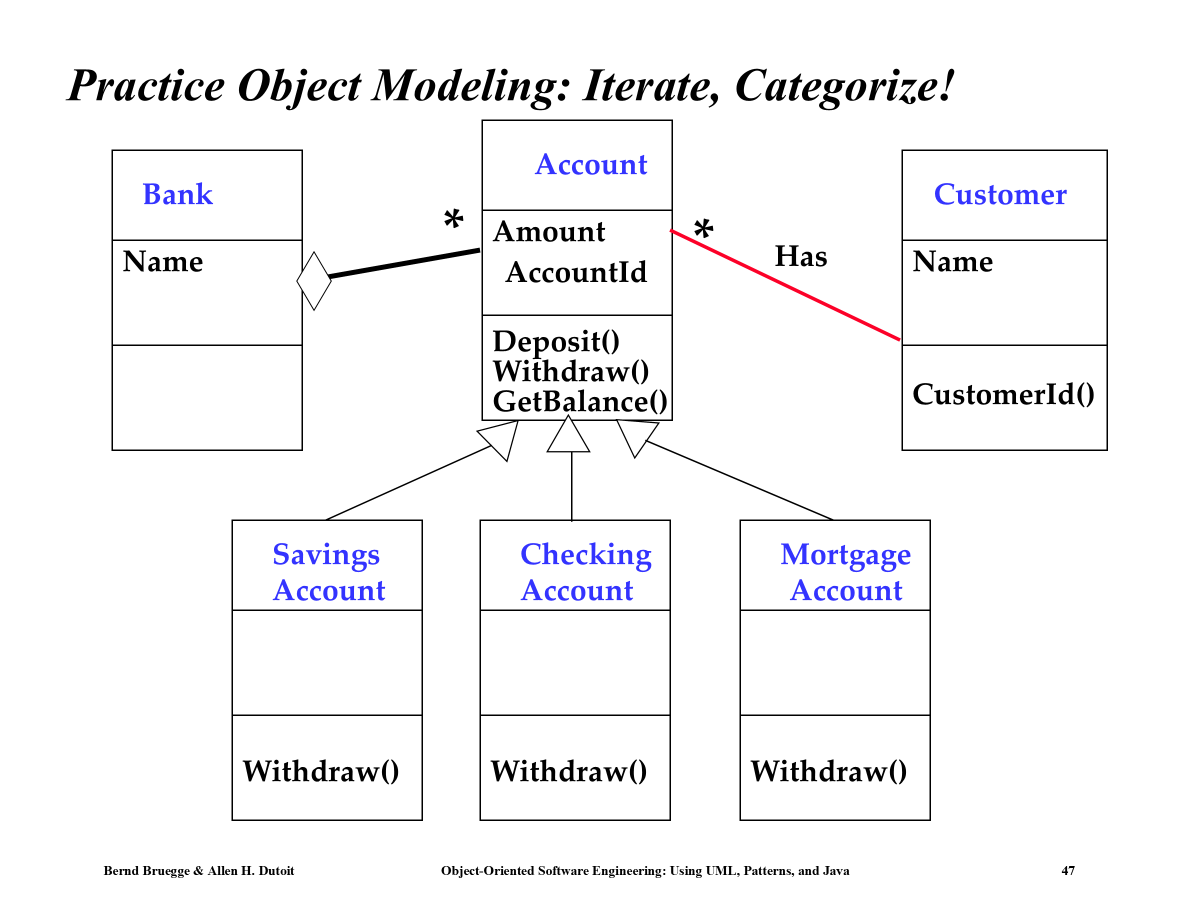 Practice Object Modeling: Iterate, Categorize!
Bank
Name
*
Account
Amount
AccountId
Deposit()
Withdraw()
GetBalance()
*
Has
Customer
Name
CustomerId()
Savings
Account
Withdraw()
Checking
Account
Withdraw()
Mortgage
Account
Withdraw()
Bernd Bruegge & Allen H. Dutoit
Object-Oriented Software Engineering: Using UML, Patterns, and Java
47